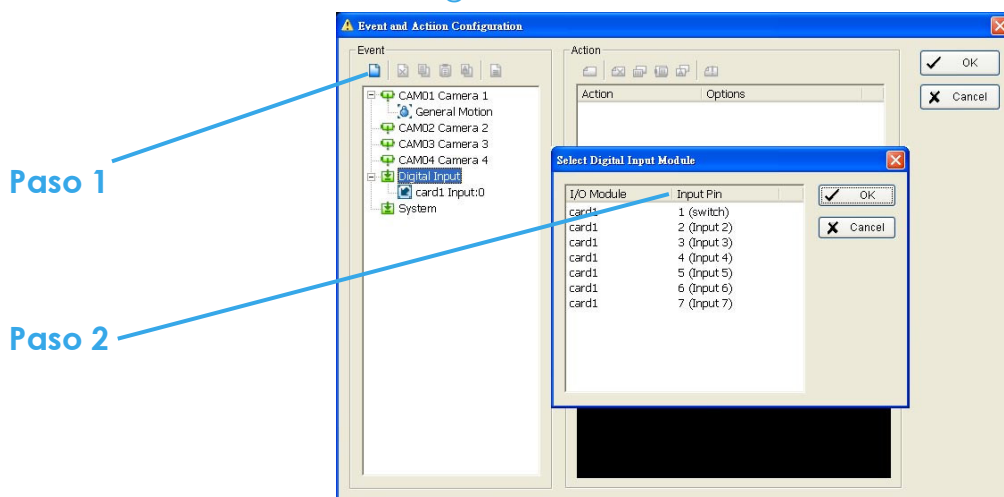 Event and Actiion Configuration
Event
Action
OK
Cancel
CAM01 Camera 1
General Motion
CAM02 Camera 2
CAM03 Camera 3
CAM04 Camera 4
Digital Input
card1 Input:0
System
Action Options
Paso 1
Paso 2
Select Digital Input Module
I/O Module Input Pin
card1 1 (switch)
card1 2 (Input 2)
card1 3 (Input 3)
card1 4 (Input 4)
card1 5 (Input 5)
card1 6 (Input 6)
card1 7 (Input 7)
OK
Cancel